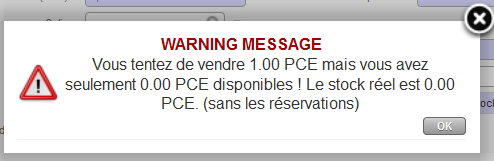 WARNING MESSAGE
Vous tentez de vendre 1.00 PCE mais vous avez
seulement 0.00 PCE disponibles ! Le stock réel est 0.00
PCE. (sans les réservations)
OK